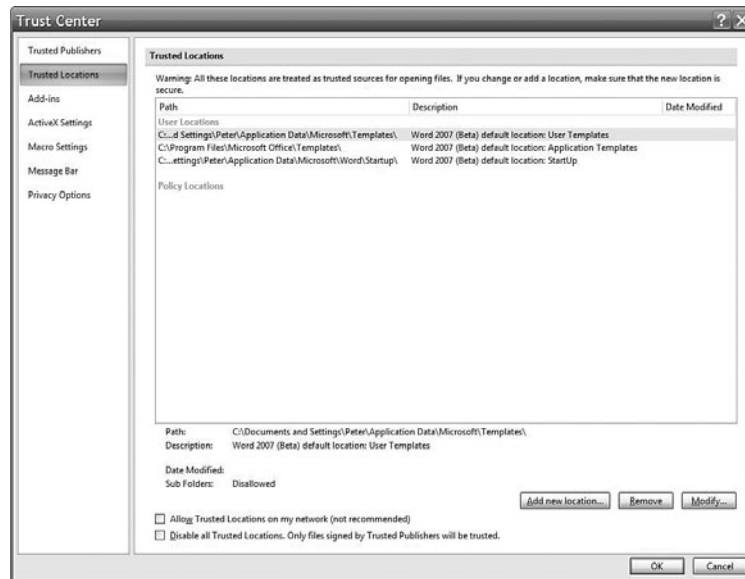 Trust Center
Trusted Publishers
Trusted Locations
Add-ins
ActiveX Settings
Macro Settings
Message Bar
Privacy Options
Trusted Locations
Warning: All these locations are treated as trusted sources for opening files. If you change or add a location, make sure that the new location is
secure.
Path Description Date Modified
User Locations
C:...d Settings\Peter\Application Data\Microsoft\Templates\ Word 2007 (Beta) default location: User Templates
C:\Program Files\Microsoft Office\Templates\ Word 2007 (Beta) default location: Application Templates
C:...ettings\Peter\Application Data\Microsoft\Word\Startup\ Word 2007 (Beta) default location: StartUp
Policy Locations
Path: C:\Documents and Settings\Peter\Application Data\Microsoft\Templates\
Description: Word 2007 (Beta) default location: User Templates
Date Modified:
Sub Folders: Disallowed
Add new location... Remove Modify...
Allow Trusted Locations on my network (not recommended)
Disable all Trusted Locations. Only files signed by Trusted Publishers will be trusted.
OK Cancel